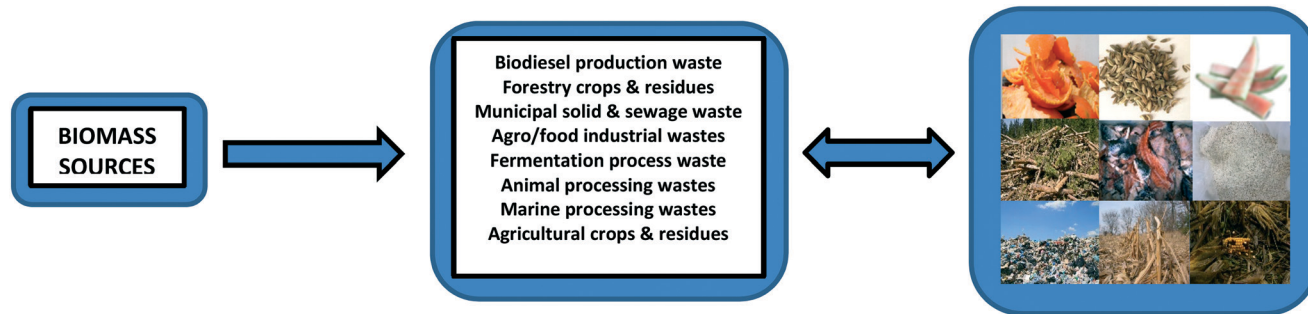 BIOMASS
SOURCES
Biodiesel production waste
Forestry crops & residues
Municipal solid & sewage waste
Agro/food industrial wastes
Fermentation process waste
Animal processing wastes
Marine processing wastes
Agricultural crops & residues